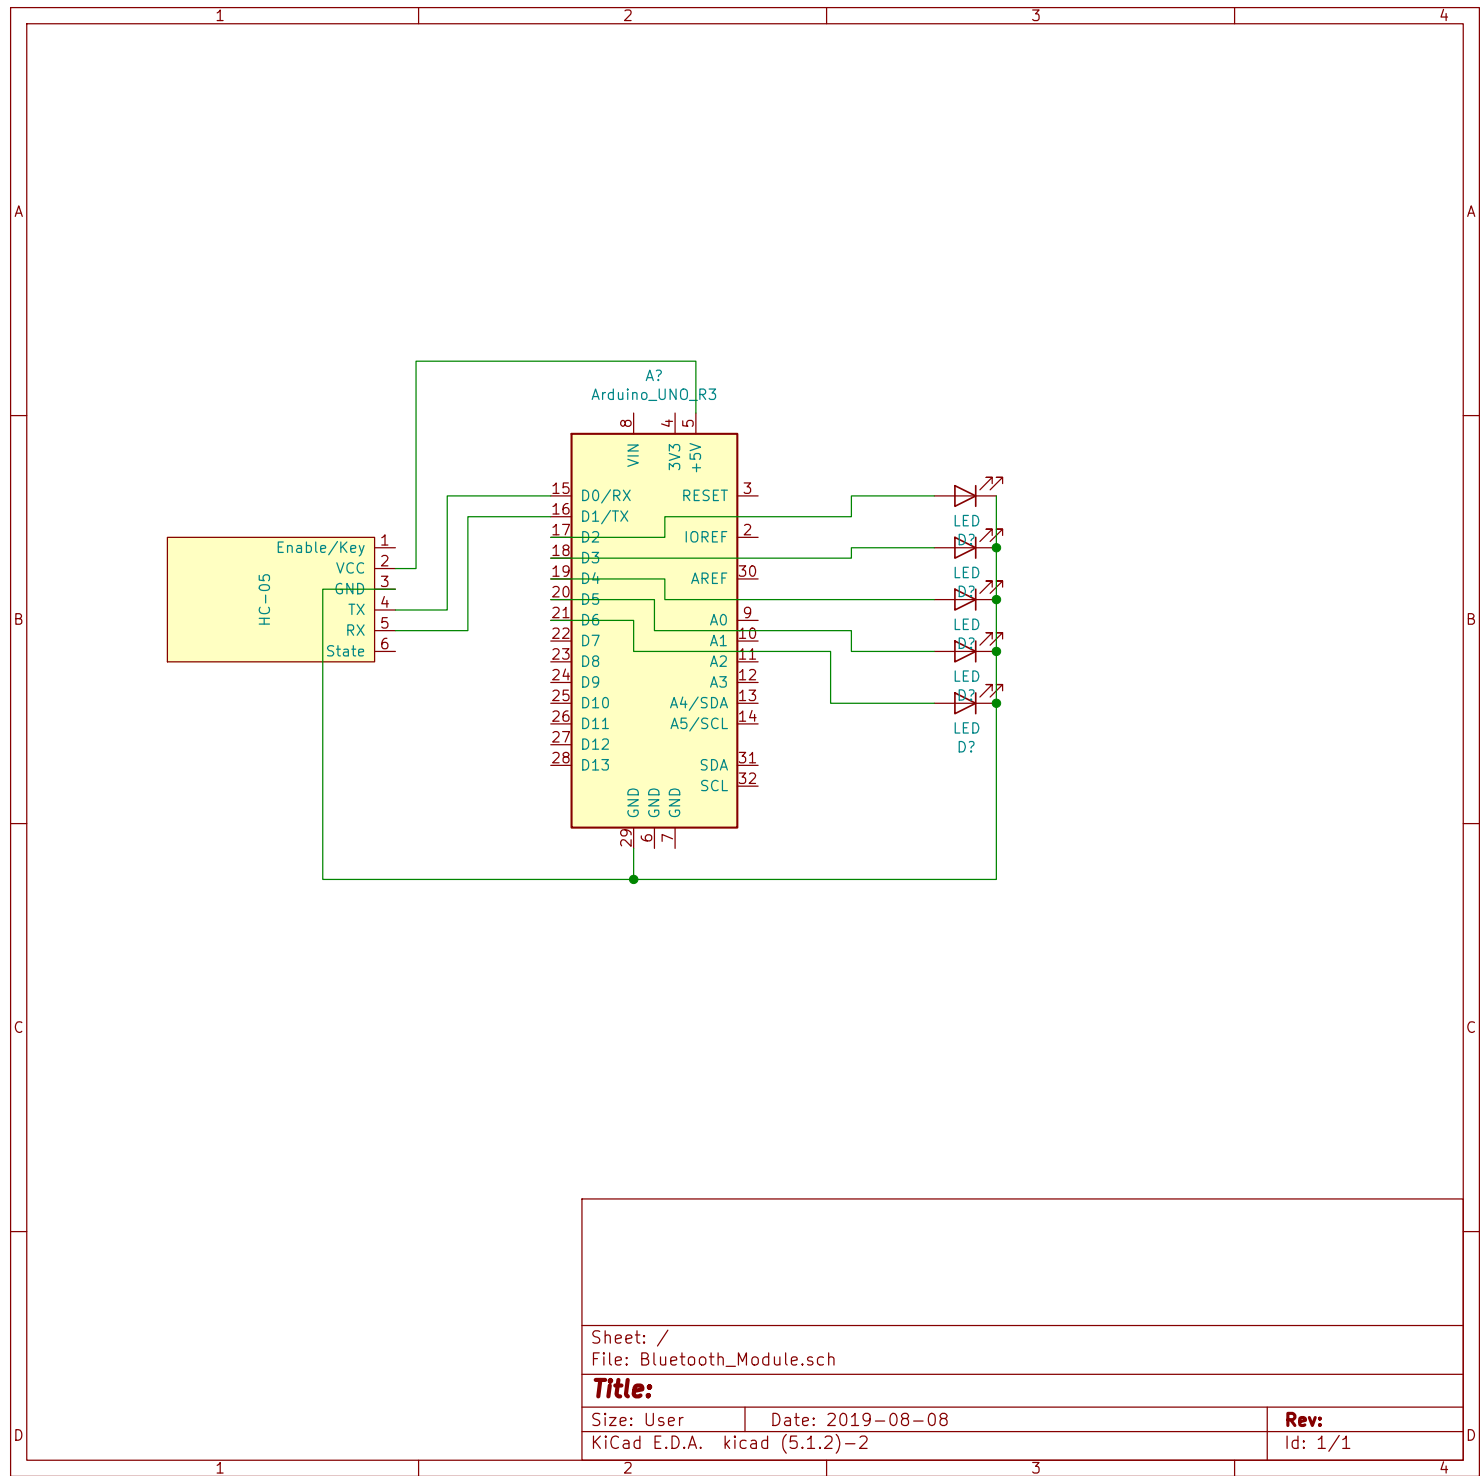 1 2 3 4
A A
A?
Arduino_UNO_R3
8 4 5
VIN 3V3 +5V
15 D0/RX RESET 3
16 D1/TX
17 D2 IOREF 2
18 D3
19 D4 AREF 30
20 D5
21 D6 A0 9
22 D7 A1 10
23 D8 A2 11
24 D9 A3 12
25 D10 A4/SDA 13
26 D11 A5/SCL 14
27 D12
28 D13 SDA 31
SCL 32
GND GND GND
29 6 7
HC-05
Enable/Key 1
VCC 2
GND 3
TX 4
RX 5
State 6
LED
D?
LED
D?
LED
D?
LED
D?
LED
D?
B B
C C
Sheet: /
File: Bluetooth_Module.sch
Title:
Size: User Date: 2019-08-08 Rev:
KiCad E.D.A. kicad (5.1.2)-2 Id: 1/1
D D
1 2 3 4